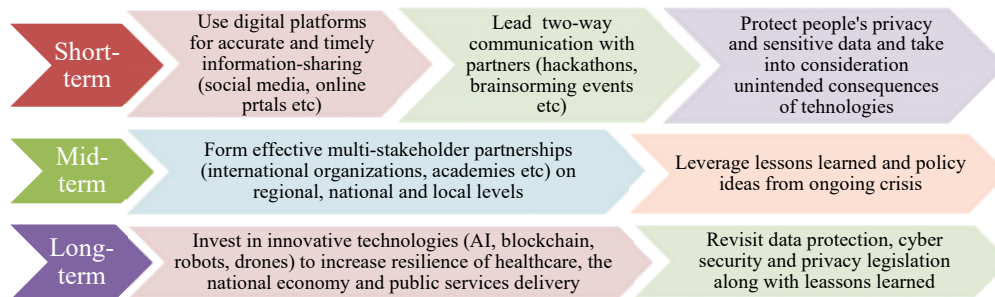 Short-
term
Use digital platforms
for accurate and timely
information-sharing
(social media, online
prtals etc)
Lead two-way
communication with
partners (hackathons,
brainsorming events
etc)
Protect people's privacy
and sensitive data and take
into consideration
unintended consequences
of tehnologies
Mid-
term
Form effective multi-stakeholder partnerships
(international organizations, academies etc) on
regional, national and local levels
Leverage lessons learned and policy
ideas from ongoing crisis
Long-
term
Invest in innovative technologies (AI, blockchain,
robots, drones) to increase resilience of healthcare, the
national economy and public services delivery
Revisit data protection, cyber
security and privacy legislation
along with leassons learned